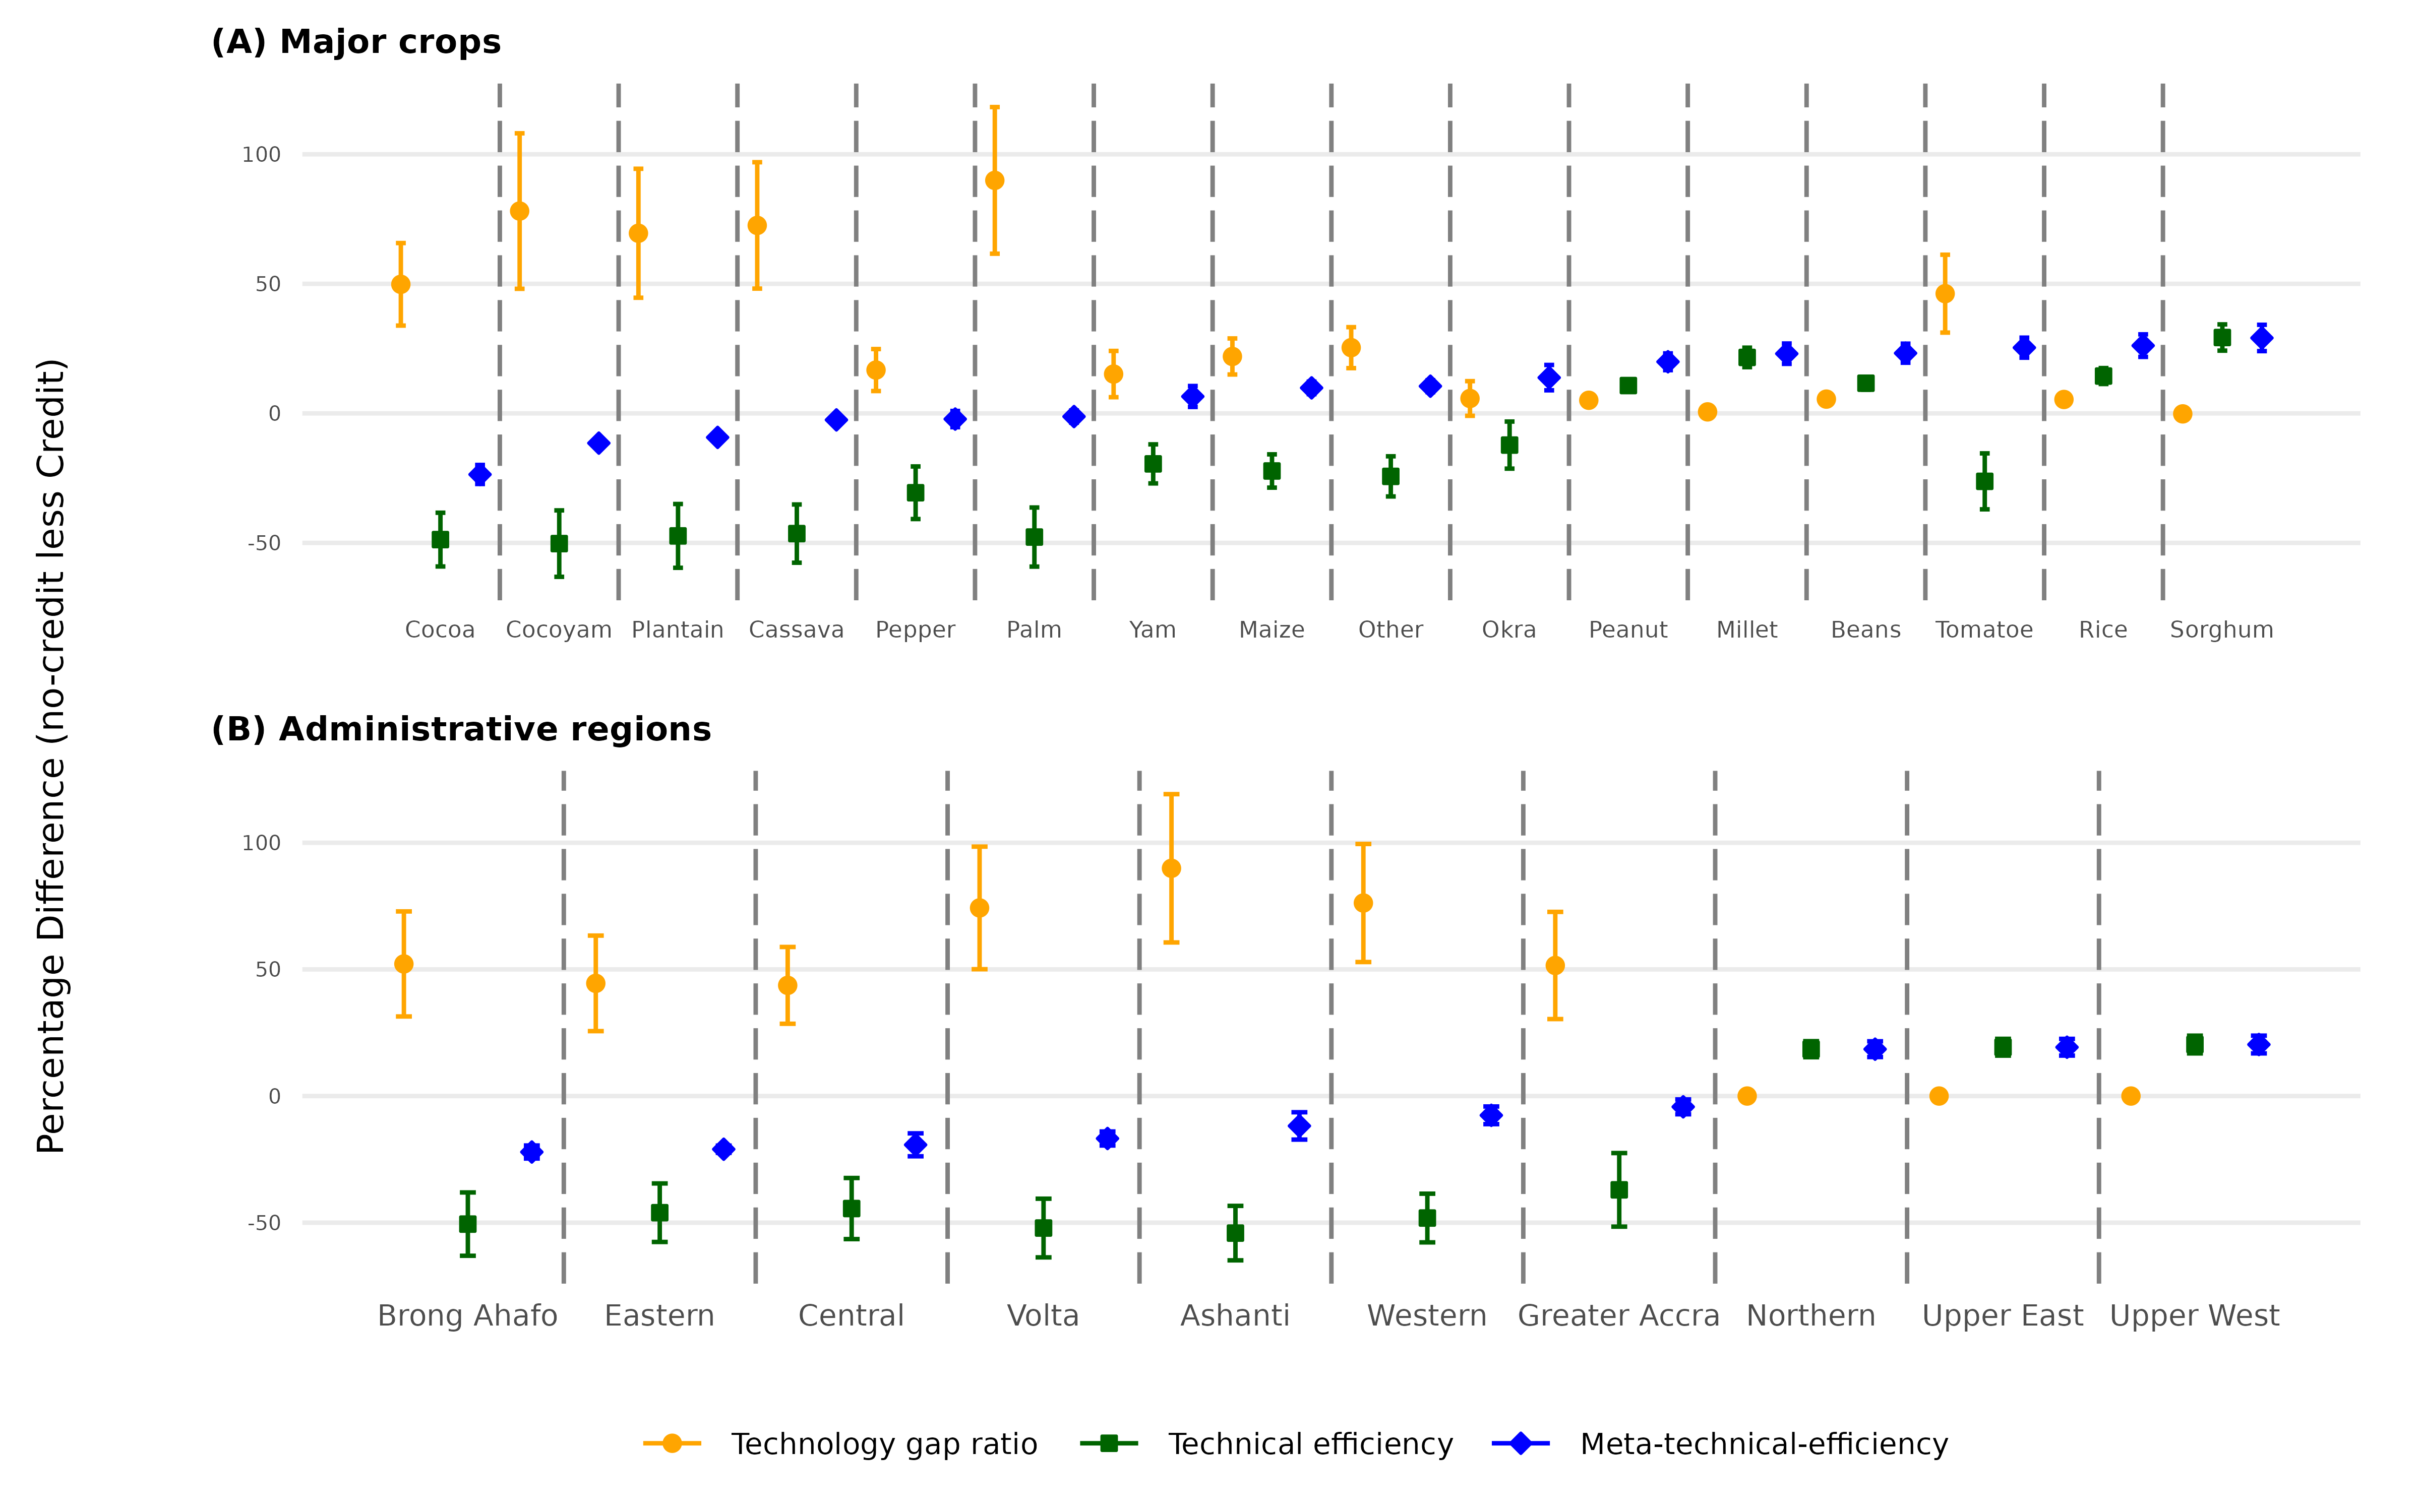 (A) Major crops
Percentage Difference (no-credit less Credit)
100
50
0
-50
Cocoa Cocoyam Plantain Cassava Pepper Palm Yam Maize Other Okra Peanut Millet Beans Tomatoe Rice Sorghum
(B) Administrative regions
100
50
0
-50
Brong Ahafo Eastern Central Volta Ashanti Western Greater Accra Northern Upper East Upper West
Technology gap ratio Technical efficiency Meta-technical-efficiency